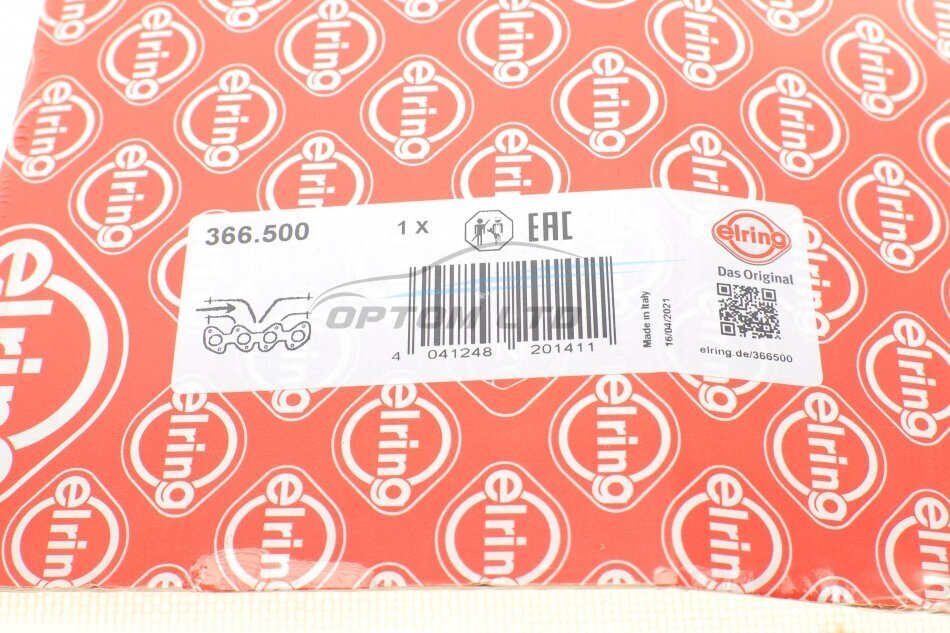 366.500
1 X
EAC
elring
Das Original
OPTOM LTD
4 041248 201411
Made in Italy
16/04/2021
elring.de/366500
elring